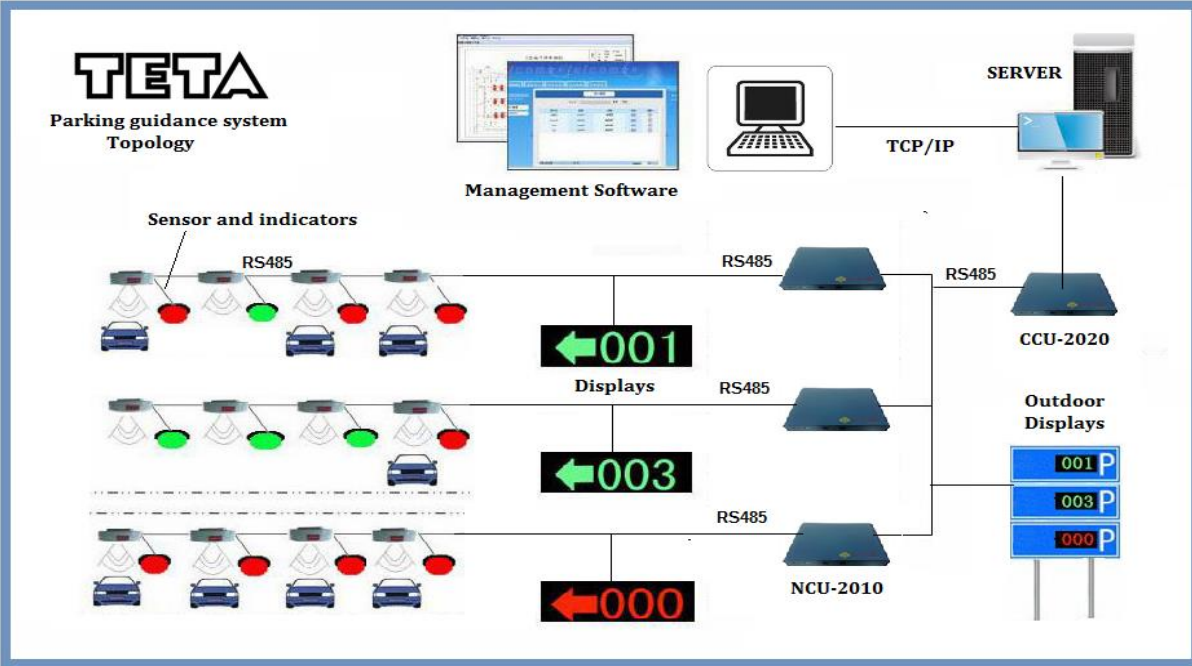 TETA
Parking guidance system
Topology
Management Software
SERVER
TCP/IP
Sensor and indicators
RS485
RS485
RS485
CCU-2020
001
Displays
RS485
003
Outdoor
Displays
001 P
003 P
000 P
RS485
NCU-2010
000